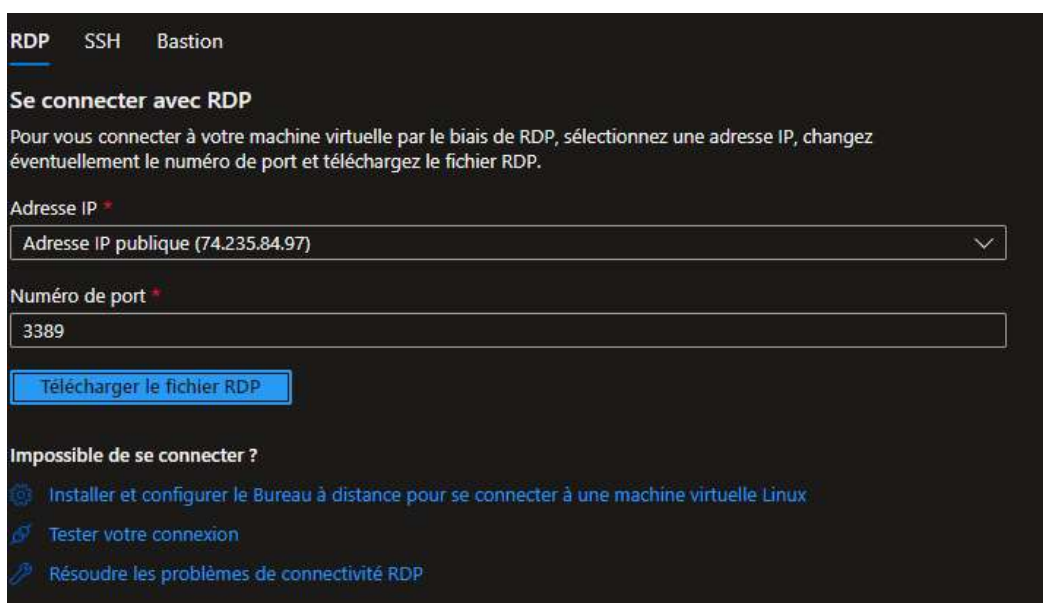 RDP SSH Bastion
Se connecter avec RDP
Pour vous connecter à votre machine virtuelle par le biais de RDP, sélectionnez une adresse IP, changez
éventuellement le numéro de port et téléchargez le fichier RDP.
Adresse IP *
Adresse IP publique (74.235.84.97)
Numéro de port *
3389
Télécharger le fichier RDP
Impossible de se connecter ?
Installer et configurer le Bureau à distance pour se connecter à une machine virtuelle Linux
Tester votre connexion
Résoudre les problèmes de connectivité RDP